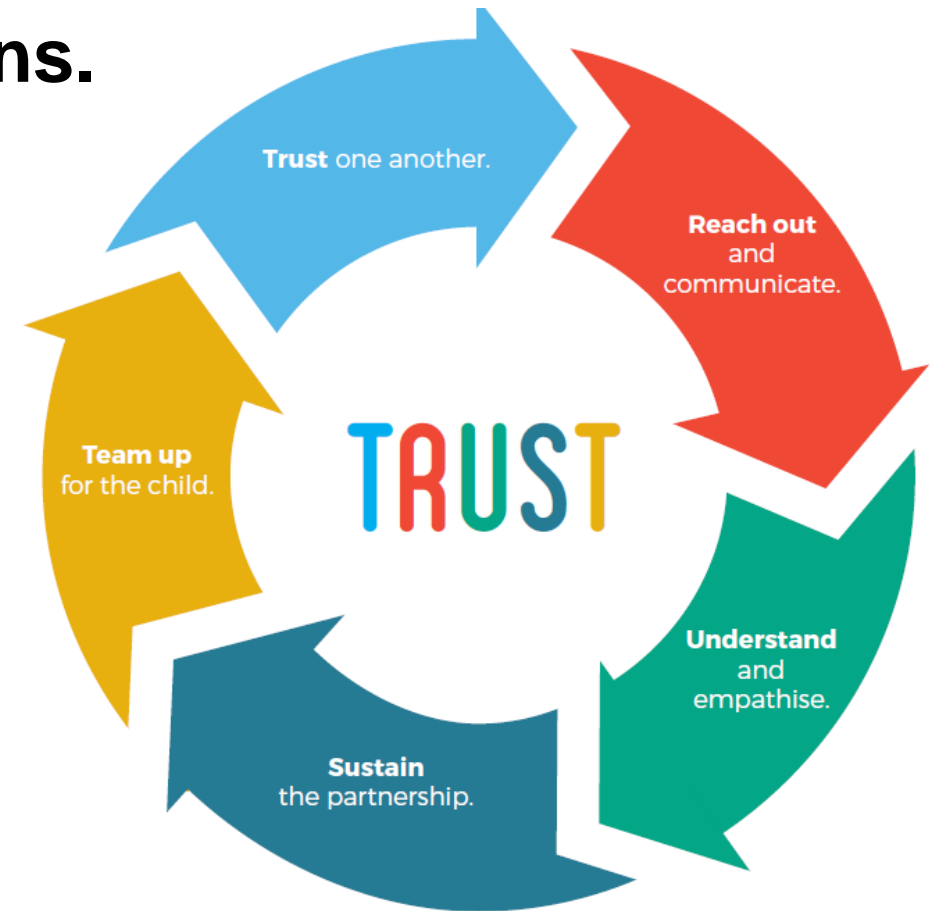 ns.
Trust one another.
Reach out
and
communicate.
Understand
and
empathise.
Sustain
the partnership.
Team up
for the child.
TRUST